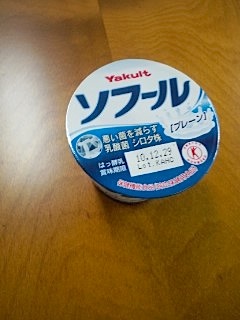 Yakult
ソフール
[プレーン]
悪い菌を減らす
乳酸菌 シロタ株
はっ酵乳
賞味期限
10.12.29